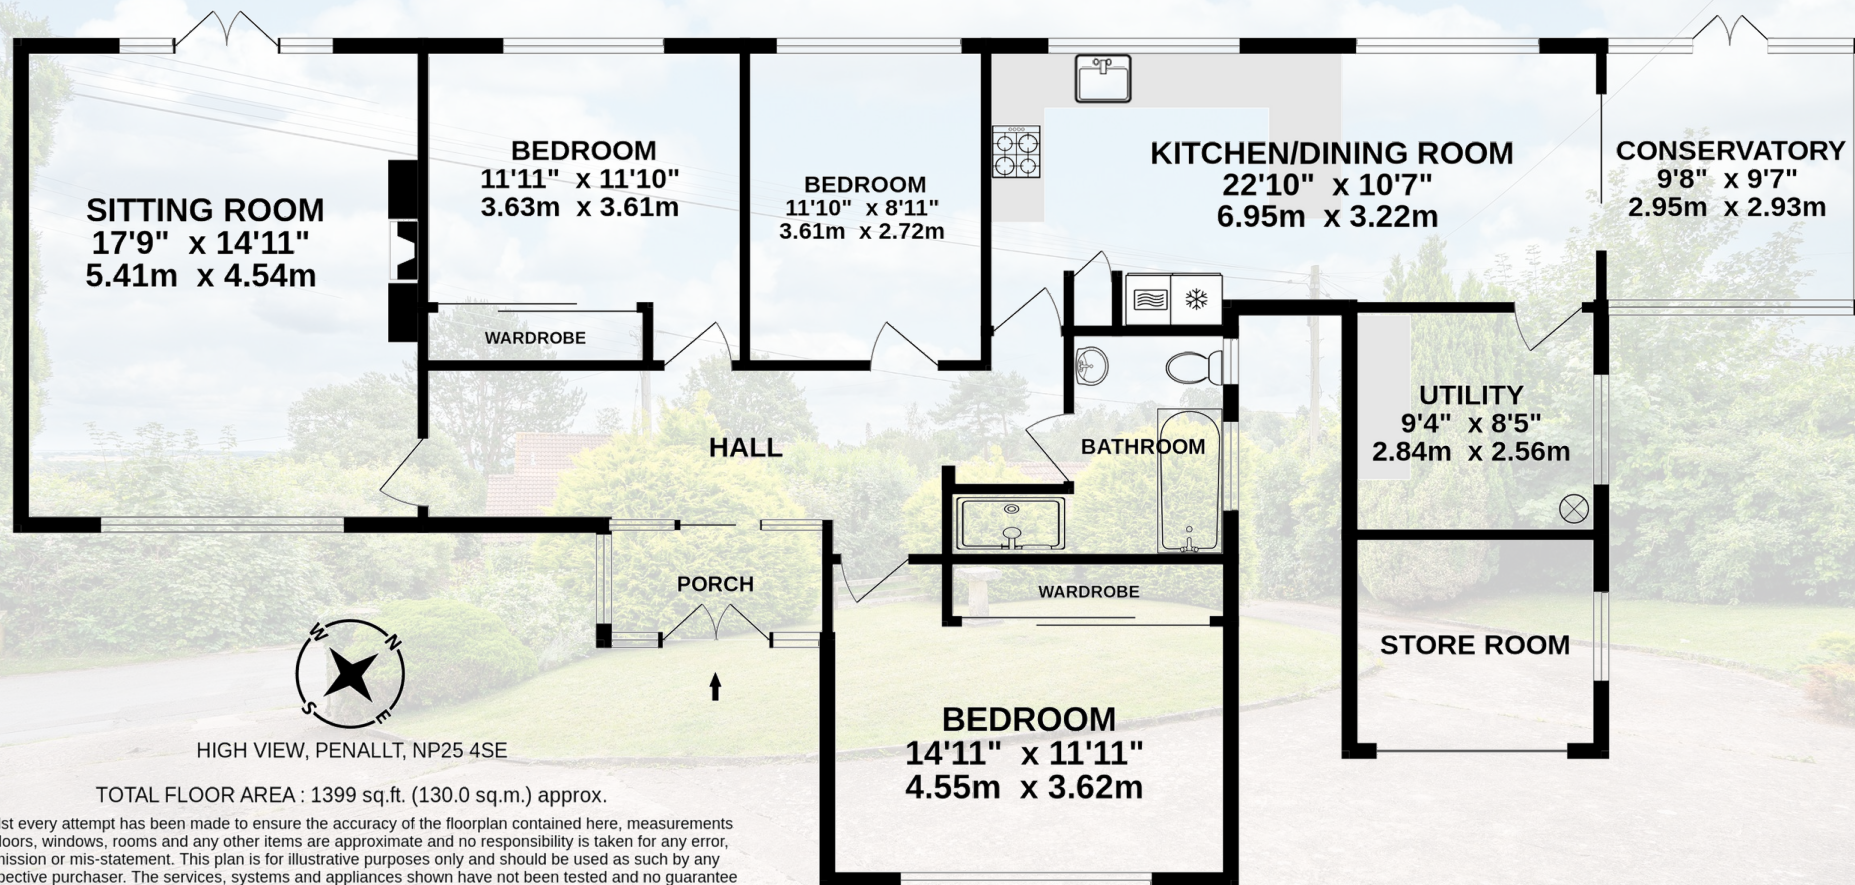 SITTING ROOM
17'9" x 14'11"
5.41m x 4.54m
BEDROOM
11'11" x 11'10"
3.63m x 3.61m
WARDROBE
BEDROOM
11'10" x 8'11"
3.61m x 2.72m
KITCHEN/DINING ROOM
22'10" x 10'7"
6.95m x 3.22m
CONSERVATORY
9'8" x 9'7"
2.95m x 2.93m
HALL
BATHROOM
UTILITY
9'4" x 8'5"
2.84m x 2.56m
PORCH
WARDROBE
STORE ROOM
BEDROOM
14'11" x 11'11"
4.55m x 3.62m
W
N
S
E
HIGH VIEW, PENALLT, NP25 4SE
TOTAL FLOOR AREA : 1399 sq.ft. (130.0 sq.m.) approx.
lst every attempt has been made to ensure the accuracy of the floorplan contained here, measurements
loors, windows, rooms and any other items are approximate and no responsibility is taken for any error,
nission or mis-statement. This plan is for illustrative purposes only and should be used as such by any
pective purchaser. The services, systems and appliances shown have not been tested and no guarantee